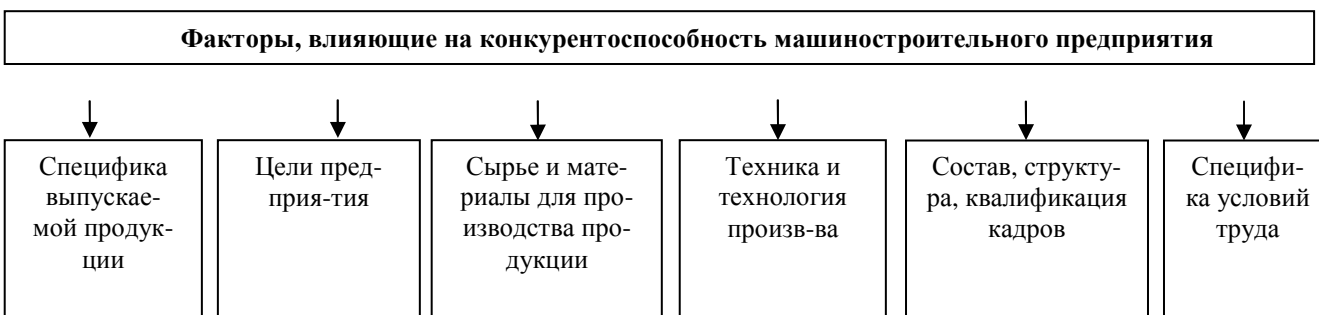 Факторы, влияющие на конкурентоспособность машиностроительного предприятия
Специфика
выпускае-
мой продук-
ции
Цели пред-
прия-тия
Сырье и мате-
риалы для про-
изводства про-
дукции
Техника и
технология
произв-ва
Состав, структу-
ра, квалификация
кадров
Специфи-
ка условий
труда